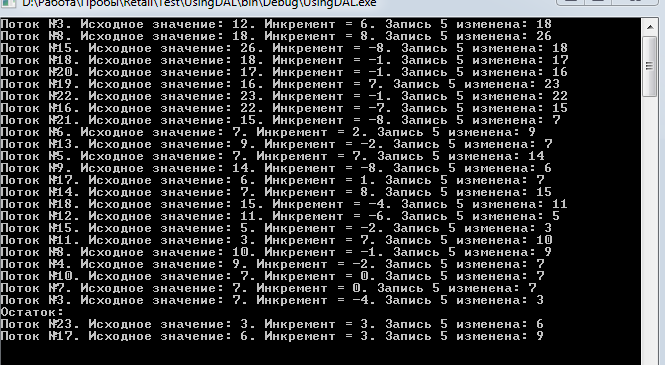 D:\Работа\Пробы\Retail\Test\UsingDAL\bin\Debug\UsingDAL.exe
Поток №3. Исходное значение: 12. Инкремент = 6. Запись 5 изменена: 18
Поток №8. Исходное значение: 18. Инкремент = 8. Запись 5 изменена: 26
Поток №15. Исходное значение: 26. Инкремент = -8. Запись 5 изменена: 18
Поток №18. Исходное значение: 18. Инкремент = -1. Запись 5 изменена: 17
Поток №20. Исходное значение: 17. Инкремент = -1. Запись 5 изменена: 16
Поток №19. Исходное значение: 16. Инкремент = 7. Запись 5 изменена: 23
Поток №22. Исходное значение: 23. Инкремент = -1. Запись 5 изменена: 22
Поток №16. Исходное значение: 22. Инкремент = -7. Запись 5 изменена: 15
Поток №21. Исходное значение: 15. Инкремент = -8. Запись 5 изменена: 7
Поток №6. Исходное значение: 7. Инкремент = 2. Запись 5 изменена: 9
Поток №13. Исходное значение: 9. Инкремент = -2. Запись 5 изменена: 7
Поток №5. Исходное значение: 7. Инкремент = 7. Запись 5 изменена: 14
Поток №9. Исходное значение: 14. Инкремент = -8. Запись 5 изменена: 6
Поток №17. Исходное значение: 6. Инкремент = 1. Запись 5 изменена: 7
Поток №14. Исходное значение: 7. Инкремент = 8. Запись 5 изменена: 15
Поток №18. Исходное значение: 15. Инкремент = -4. Запись 5 изменена: 11
Поток №12. Исходное значение: 11. Инкремент = -6. Запись 5 изменена: 5
Поток №15. Исходное значение: 5. Инкремент = -2. Запись 5 изменена: 3
Поток №11. Исходное значение: 3. Инкремент = 7. Запись 5 изменена: 10
Поток №8. Исходное значение: 10. Инкремент = -1. Запись 5 изменена: 9
Поток №4. Исходное значение: 9. Инкремент = -2. Запись 5 изменена: 7
Поток №10. Исходное значение: 7. Инкремент = 0. Запись 5 изменена: 7
Поток №7. Исходное значение: 7. Инкремент = 0. Запись 5 изменена: 7
Поток №3. Исходное значение: 7. Инкремент = -4. Запись 5 изменена: 3
Остаток:
Поток №23. Исходное значение: 3. Инкремент = 3. Запись 5 изменена: 6
Поток №17. Исходное значение: 6. Инкремент = 3. Запись 5 изменена: 9